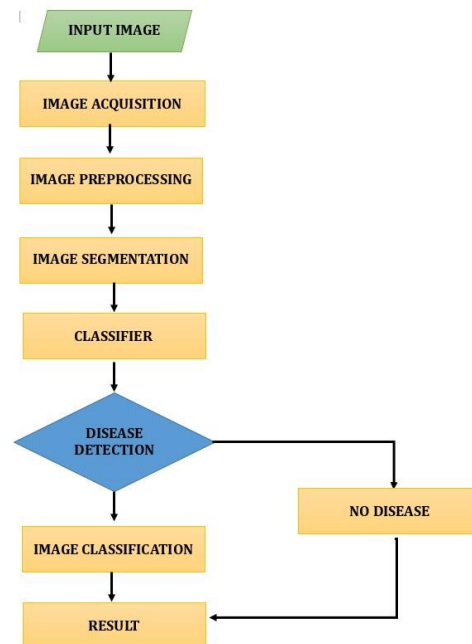 INPUT IMAGE
IMAGE ACQUISITION
IMAGE PREPROCESSING
IMAGE SEGMENTATION
CLASSIFIER
DISEASE
DETECTION
NO DISEASE
IMAGE CLASSIFICATION
RESULT